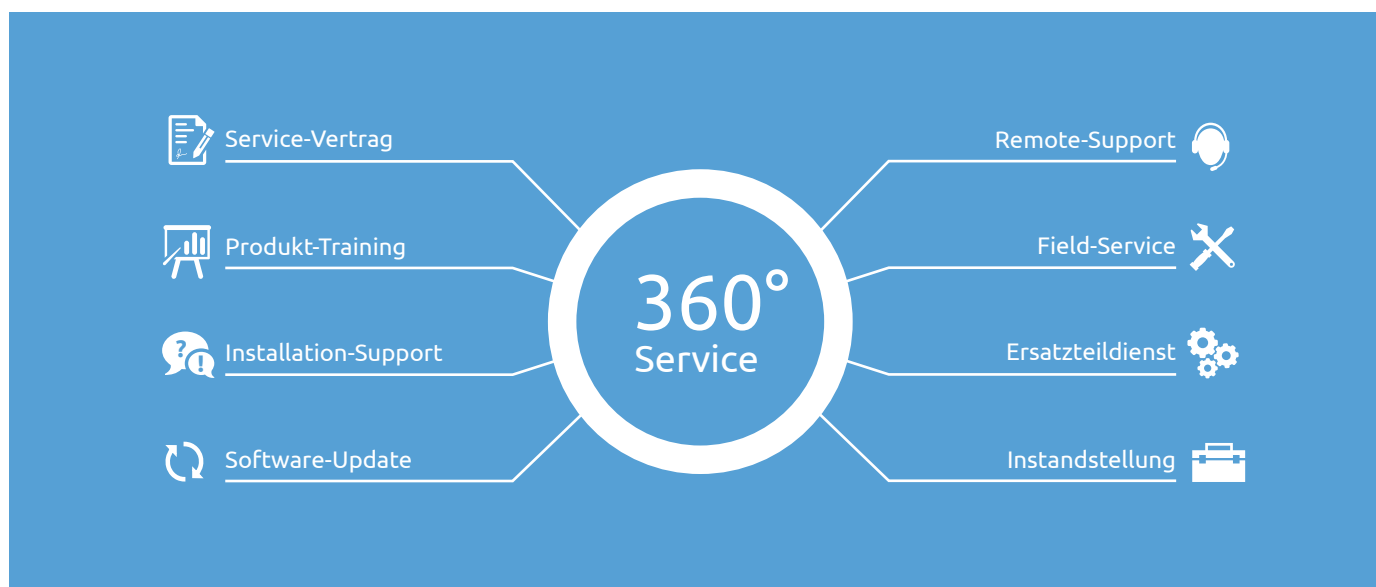 Service-Vertrag
Produkt-Training
Installation-Support
Software-Update
360°
Service
Remote-Support
Field-Service
Ersatzteildienst
Instandstellung